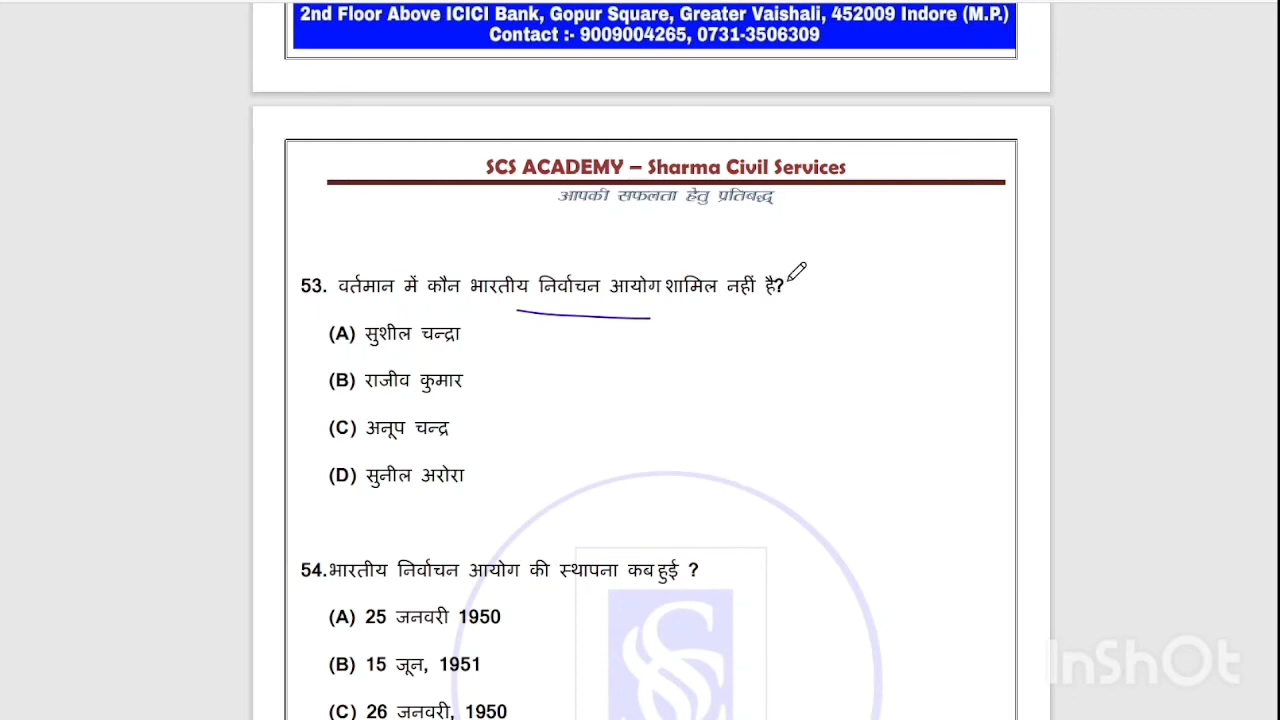 2nd Floor Above ICICI Bank, Gopur Square, Greater Vaishali, 452009 Indore (M.P.)
Contact :- 9009004265, 0731-3506309
SCS ACADEMY – Sharma Civil Services
आपकी सफलता हेतु प्रतिबद्ध
53. वर्तमान में कौन भारतीय निर्वाचन आयोग शामिल नहीं है?
(A) सुशील चन्द्रा
(B) राजीव कुमार
(C) अनूप चन्द्र
(D) सुनील अरोरा
54.भारतीय निर्वाचन आयोग की स्थापना कब हुई ?
(A) 25 जनवरी 1950
(B) 15 जून, 1951
(C) 26 जनवरी, 1950
InShOt